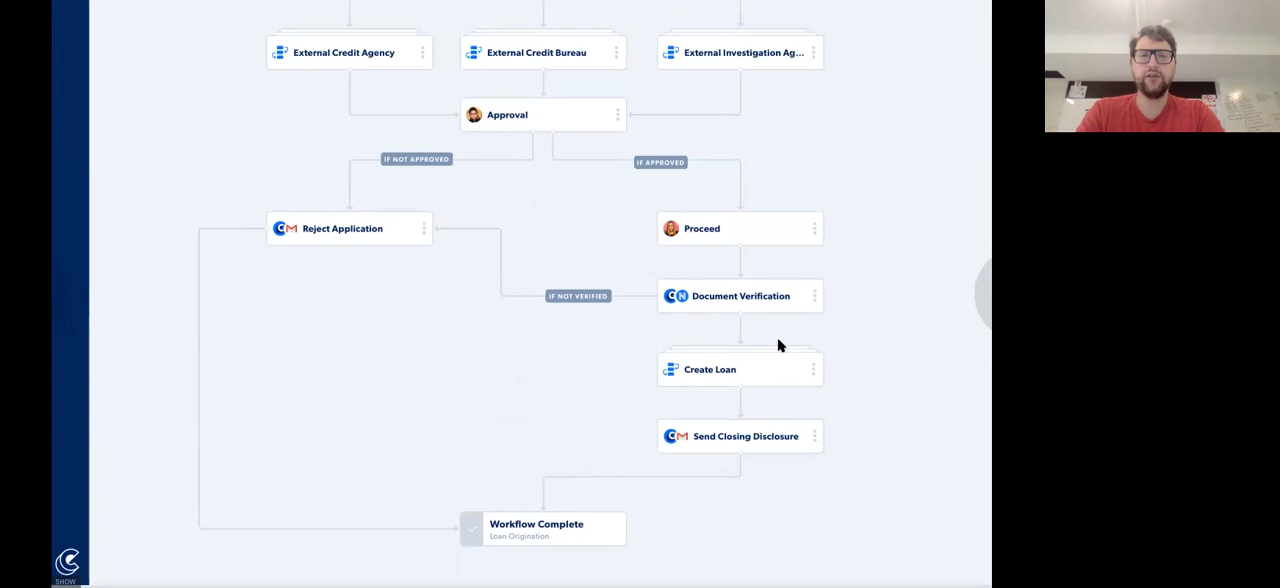 External Credit Agency
External Credit Bureau
External Investigation Ag...
Approval
IF NOT APPROVED
IF APPROVED
Reject Application
Proceed
IF NOT VERIFIED
Document Verification
Create Loan
Send Closing Disclosure
Workflow Complete
Loan Origination
SHOW